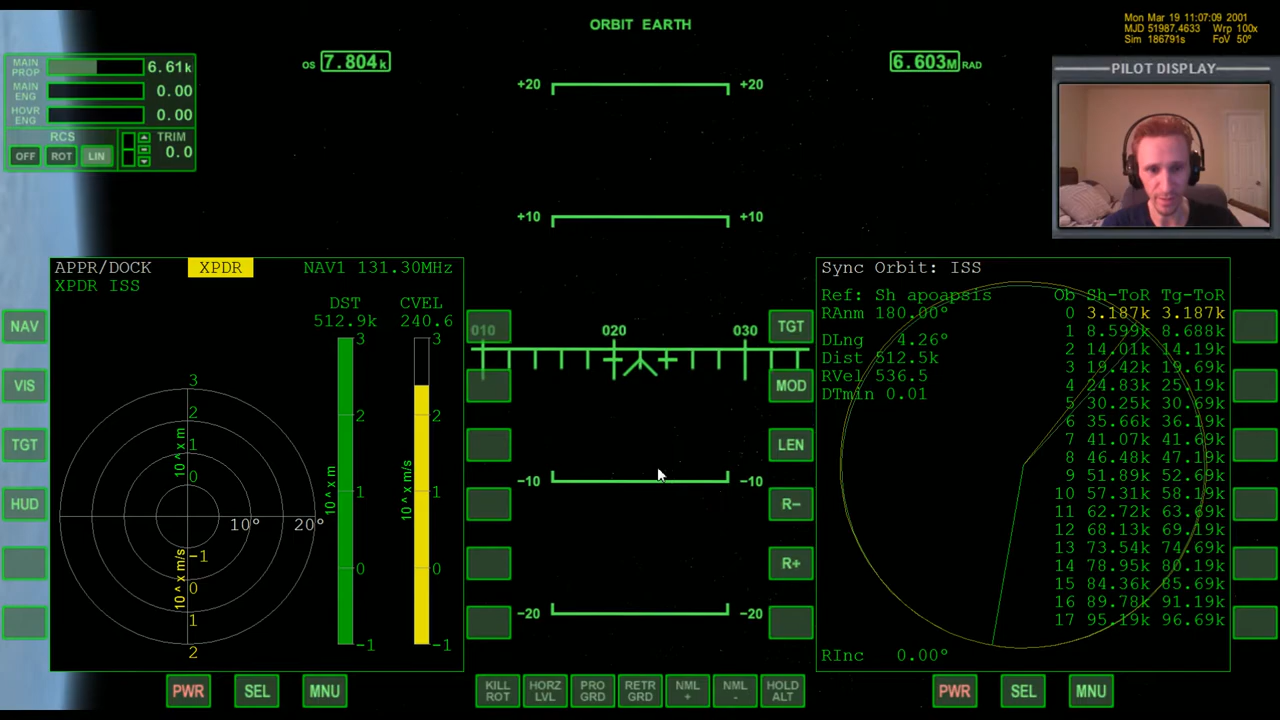 ORBIT EARTH
Mon Mar 19 11:07:09 2001
MJD 51987.4633 Wrp 100x
Sim 186791s FoV 50°
MAIN PROP 6.61k
MAIN ENG 0.00
HOVR ENG 0.00
RCS TRIM
OFF ROT LIN 0.0
OS 7.804k
6.603M RAD
PILOT DISPLAY
+20 +20
+10 +10
010 020 030
-10 -10
-20 -20
APPR/DOCK XPDR NAV1 131.30MHz
XPDR ISS
DST CVEL
512.9k 240.6
3 3
3
2
1
0
10^x m
2 2
1 1
0 0
-1 -1
10^x m
10^x m/s
10° 20°
10^x m/s
-1
0
1
2
NAV
VIS
TGT
HUD
PWR SEL MNU
TGT
MOD
LEN
R-
R+
KILL ROT
HORZ LVL
PRO GRD
RETR GRD
NML +
NML -
HOLD ALT
Sync Orbit: ISS
Ref: Sh apoapsis
RAnm 180.00°
DLng 4.26°
Dist 512.5k
RVel 536.5
DTmin 0.01
Ob Sh-ToR Tg-ToR
0 3.187k 3.187k
1 8.599k 8.688k
2 14.01k 14.19k
3 19.42k 19.69k
4 24.83k 25.19k
5 30.25k 30.69k
6 35.66k 36.19k
7 41.07k 41.69k
8 46.48k 47.19k
9 51.89k 52.69k
10 57.31k 58.19k
11 62.72k 63.69k
12 68.13k 69.19k
13 73.54k 74.69k
14 78.95k 80.19k
15 84.36k 85.69k
16 89.78k 91.19k
17 95.19k 96.69k
RInc 0.00°
PWR SEL MNU